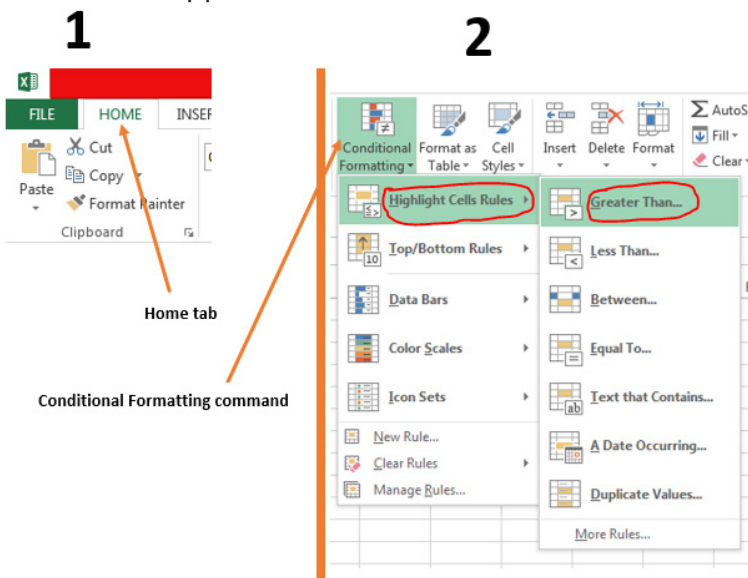 1
FILE
HOME
INSER
Cut
Copy
Format Painter
Paste
Clipboard
Home tab
Conditional Formatting command
2
Conditional
Formatting
Format as
Table
Cell
Styles
Insert
Delete
Format
AutoS
Fill
Clear
Highlight Cells Rules
Top/Bottom Rules
Data Bars
Color Scales
Icon Sets
New Rule...
Clear Rules
Manage Rules...
Greater Than...
Less Than...
Between...
Equal To...
Text that Contains...
A Date Occurring...
Duplicate Values...
More Rules...